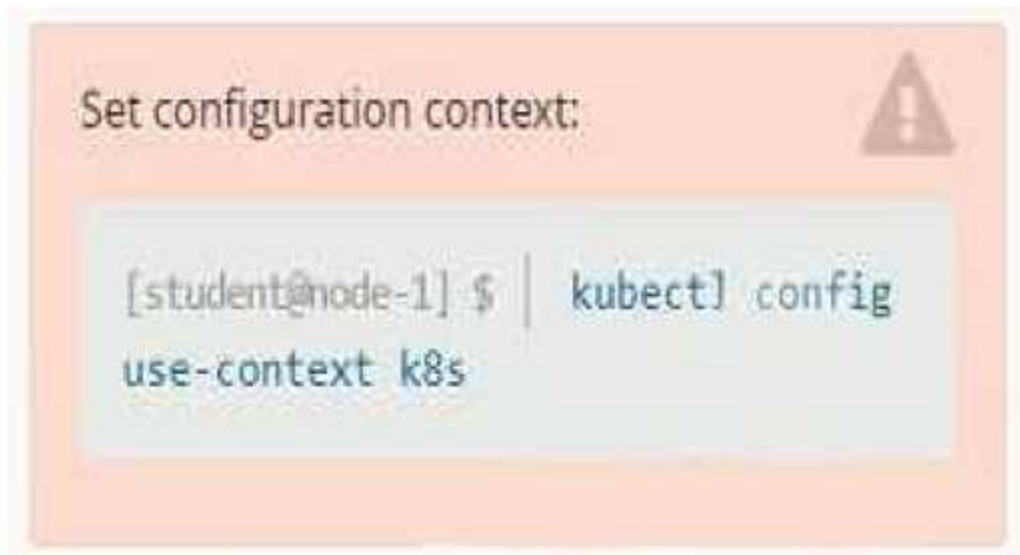 Set configuration context:
[student@node-1] $ | kubectl config
use-context k8s